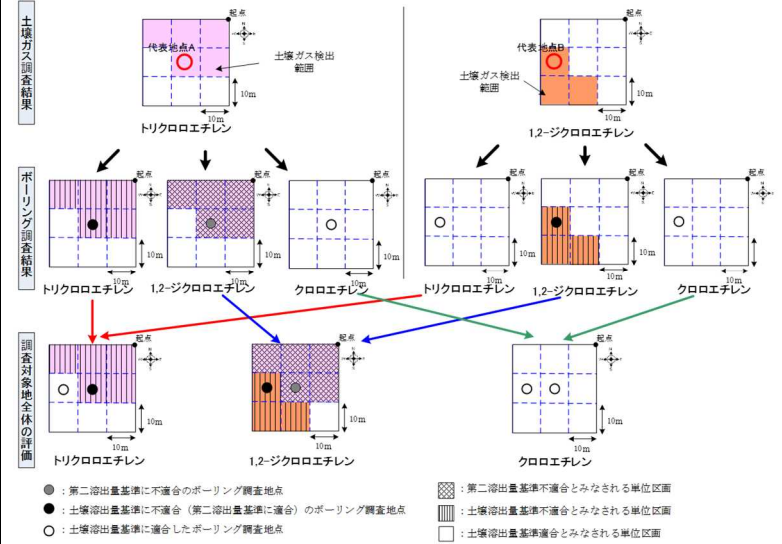 土壌ガス調査結果
起点
代表地点A
土壌ガス検出
範囲
10m
10m
トリクロロエチレン
起点
代表地点B
土壌ガス検出
範囲
10m
10m
1,2-ジクロロエチレン
ボーリング調査結果
起点
10m
10m
トリクロロエチレン
起点
10m
10m
1,2-ジクロロエチレン
起点
10m
10m
クロロエチレン
起点
10m
10m
トリクロロエチレン
起点
10m
10m
1,2-ジクロロエチレン
起点
10m
10m
クロロエチレン
調査対象地全体の評価
起点
10m
10m
トリクロロエチレン
起点
10m
10m
1,2-ジクロロエチレン
起点
10m
10m
クロロエチレン
：第二溶出量基準に不適合のボーリング調査地点
：土壌溶出量基準に不適合（第二溶出量基準に適合）のボーリング調査地点
：土壌溶出量基準に適合したボーリング調査地点
：第二溶出量基準不適合とみなされる単位区画
：土壌溶出量基準不適合とみなされる単位区画
：土壌溶出量基準適合とみなされる単位区画